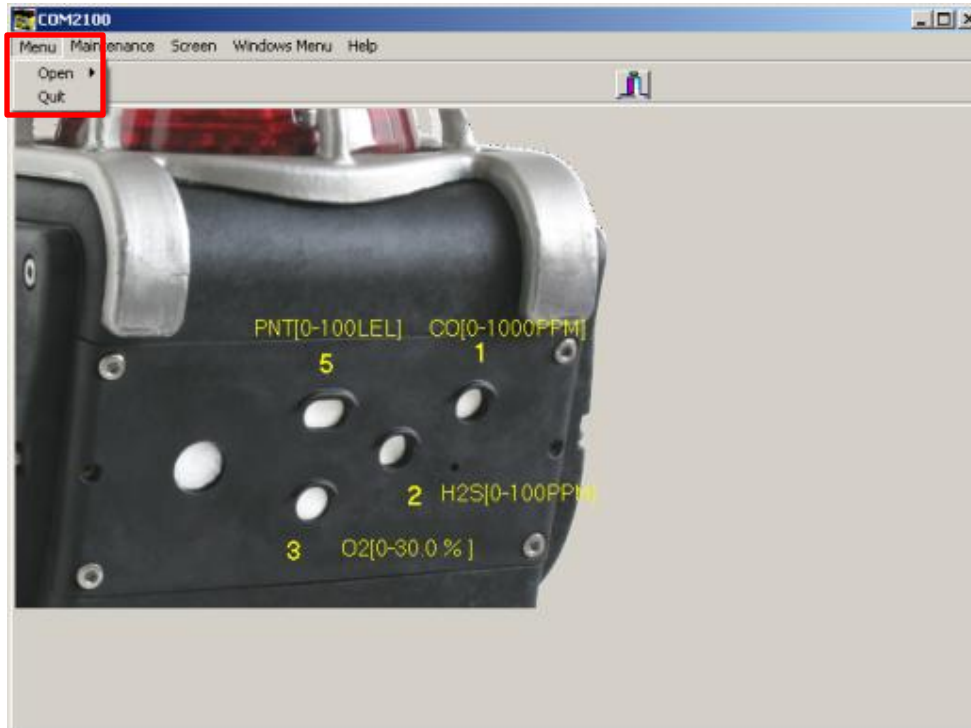 COM2100
Menu Maintenance Screen Windows Menu Help
Open
Quit
PNT[0-100LEL] CO[0-1000PPM]
5 1
2 H2S[0-100PPM]
3 O2[0-30.0 % ]